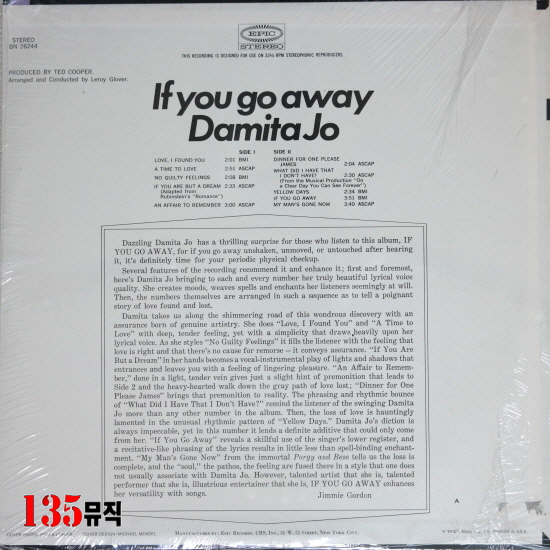 STEREO
BN 26244
EPIC
STEREO
THIS RECORDING IS DESIGNED FOR USE ON 33⅓ RPM STEREOPHONIC REPRODUCERS.
PRODUCED BY TED COOPER.
Arranged and Conducted by Leroy Glover.
If you go away
Damita Jo
SIDE I
LOVE, I FOUND YOU 2:01 BMI
A TIME TO LOVE 2:51 ASCAP
NO GUILTY FEELINGS 2:08 BMI
IF YOU ARE BUT A DREAM 2:33 ASCAP
(Adapted from
Rubinstein's "Romance")
AN AFFAIR TO REMEMBER 3:00 ASCAP
SIDE II
DINNER FOR ONE PLEASE
JAMES 2:04 ASCAP
WHAT DID I HAVE THAT
I DON'T HAVE? 2:30 ASCAP
(From the Musical Production "On
a Clear Day You Can See Forever")
YELLOW DAYS 2:34 BMI
IF YOU GO AWAY 3:51 BMI
MY MAN'S GONE NOW 3:40 ASCAP
Dazzling Damita Jo has a thrilling surprise for those who listen to this album, IF
YOU GO AWAY, for if you go away unshaken, unmoved, or untouched after hearing
it, it's definitely time for your periodic physical checkup.
Several features of the recording recommend it and enhance it; first and foremost,
here's Damita Jo bringing to each and every number her truly beautiful lyrical voice
quality. She creates moods, weaves spells and enchants her listeners seemingly at will.
Then, the numbers themselves are arranged in such a sequence as to tell a poignant
story of love found and lost.
Damita takes us along the shimmering road of this wondrous discovery with an
assurance born of genuine artistry. She does "Love, I Found You" and "A Time to
Love" with deep, tender feeling, yet with a simplicity that draws heavily upon her
lyrical voice. As she styles "No Guilty Feelings" it fills the listener with the feeling that
love is right and that there's no cause for remorse – it conveys assurance. "If You Are
But a Dream" in her hands becomes a vocal-instrumental play of lights and shadows that
entrances and leaves you with a feeling of lingering pleasure. "An Affair to Remem-
ber," done in a light, tender vein gives just a slight hint of premonition that leads to
Side 2 and the heavy-hearted walk down the gray path of love lost; "Dinner for One
Please James" brings that premonition to reality. The phrasing and rhythmic bounce
of "What Did I Have That I Don't Have?" remind the listener of the swinging Damita
Jo more than any other number in the album. Then, the loss of love is hauntingly
lamented in the unusual rhythmic pattern of "Yellow Days." Damita Jo's diction is
always impeccable, yet in this number it lends a definite additive that could only come
from her. "If You Go Away" reveals a skillful use of the singer's lower register, and
a recitative-like phrasing of the lyrics results in little less than spell-binding enchant-
ment. "My Man's Gone Now" from the immortal Porgy and Bess tells us the loss is
complete, and the "soul," the pathos, the feeling are fused there in a style that one does
not usually associate with Damita Jo. However, talented artist that she is, talented
performer that she is, illustrious entertainer that she is, IF YOU GO AWAY enhances
her versatility with songs.
Jimmie Gordon
A
135뮤직
COVER DESIGN: MICHAEL MENDEL
MANUFACTURED BY: EPIC RECORDS, CBS, INC., 51 W. 52 STREET, NEW YORK CITY.